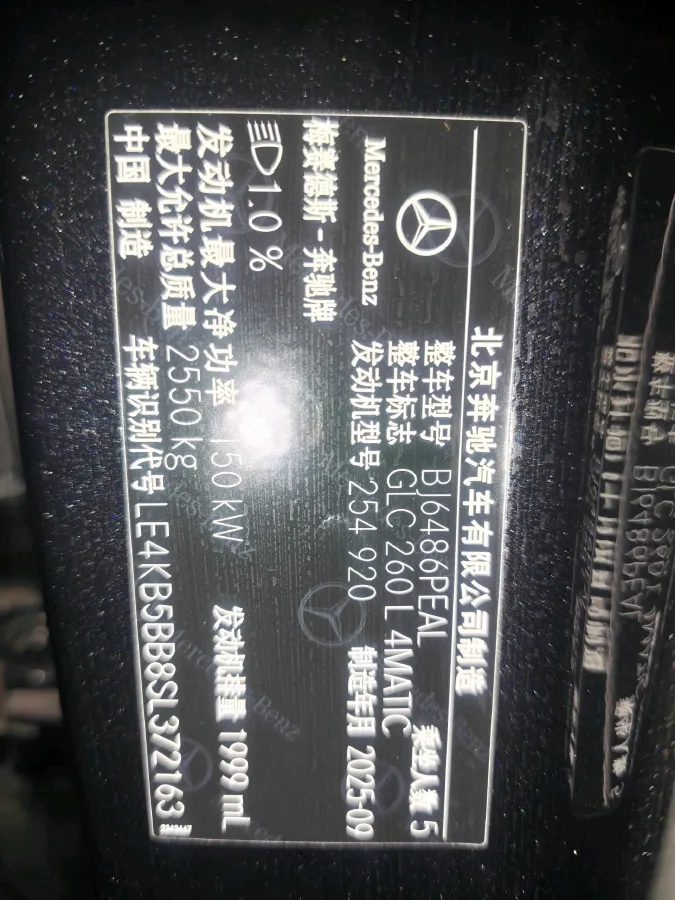 北京奔驰汽车有限公司制造
Mercedes-Benz
梅赛德斯-奔驰牌
整车型号 BJ6486PEAL 乘坐人数 5
整车标志 GLC 260 L 4MATIC
发动机型号 254 920 制造年月 2025-09
1.0 %
发动机最大净功率 150 kW 发动机排量 1999 mL
最大允许总质量 2550 kg
中国 制造 车辆识别代号 LE4KB5BB8SL372163